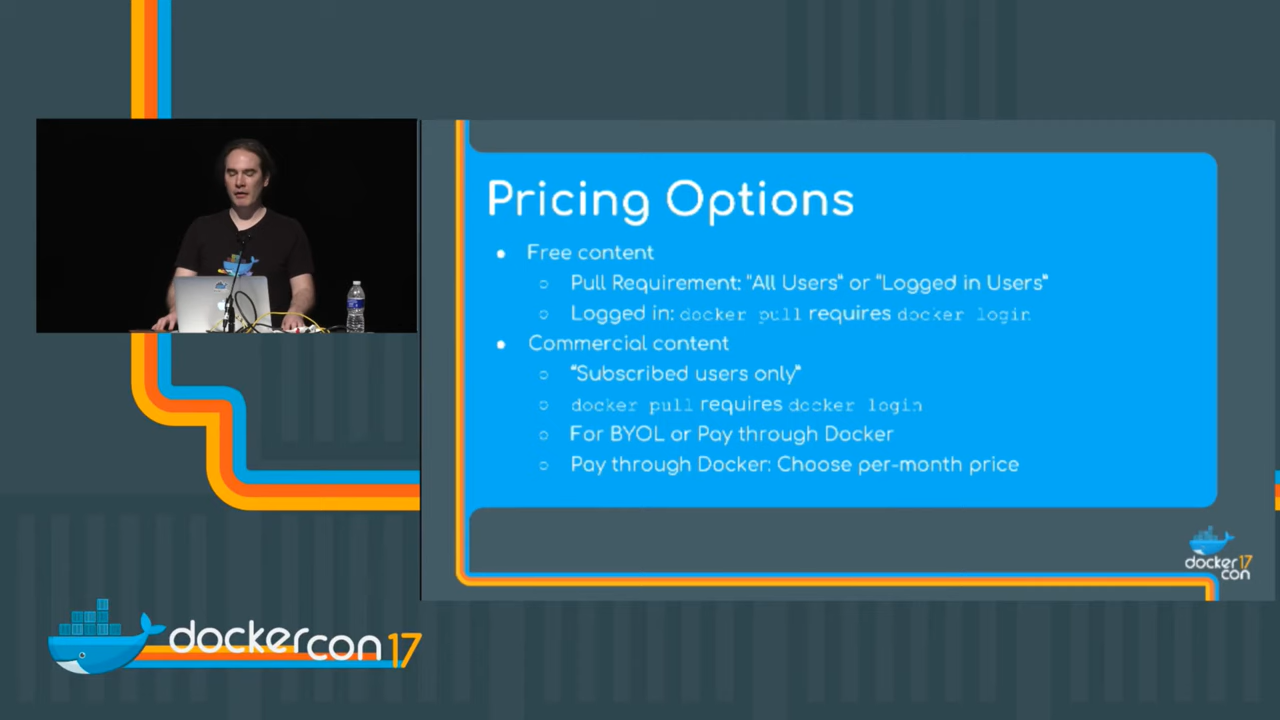 Pricing Options
Free content
Pull Requirement: "All Users" or "Logged in Users"
Logged in: docker pull requires docker login
Commercial content
"Subscribed users only"
docker pull requires docker login
For BYOL or Pay through Docker
Pay through Docker: Choose per-month price
docker 17
con
dockercon 17